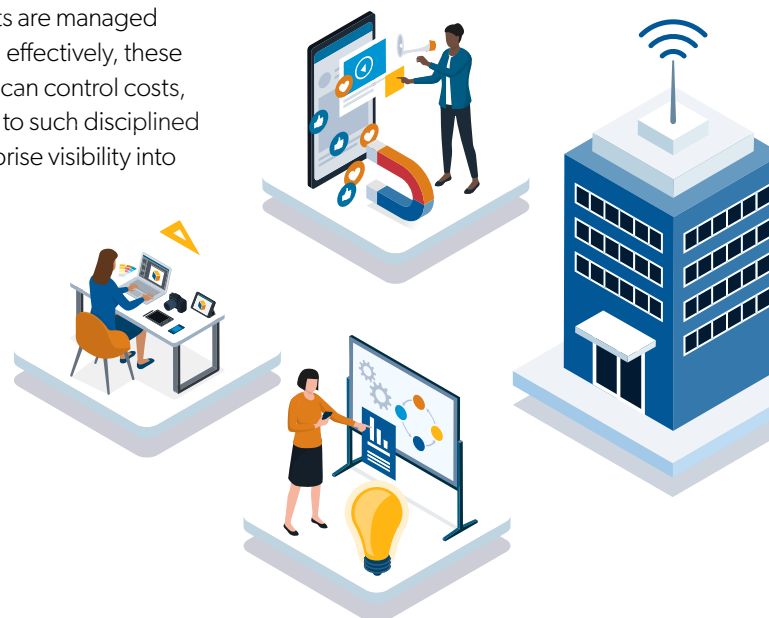 ts are managed
effectively, these
can control costs,
to such disciplined
prise visibility into